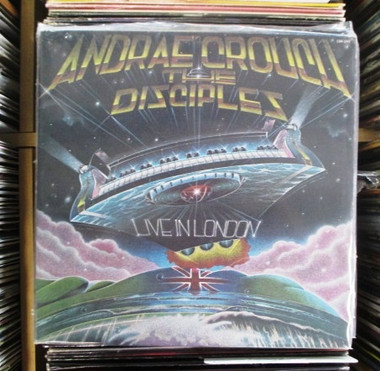 ANDRAE CROUCH
THE
DISCIPLES
LIVE IN LONDON